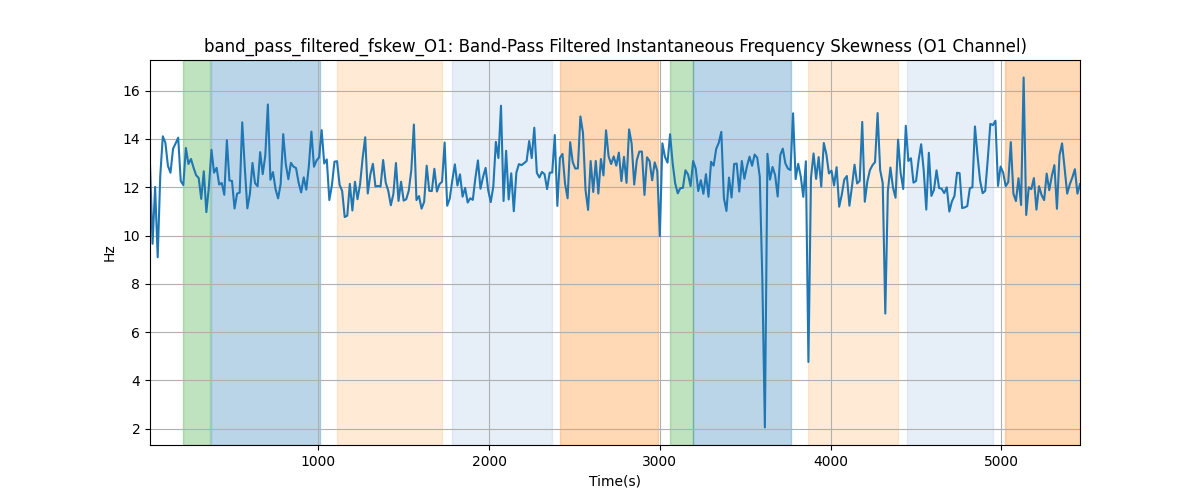 band_pass_filtered_fskew_O1: Band-Pass Filtered Instantaneous Frequency Skewness (O1 Channel)
Hz
16
14
12
10
8
6
4
2
1000 2000 3000 4000 5000
Time(s)